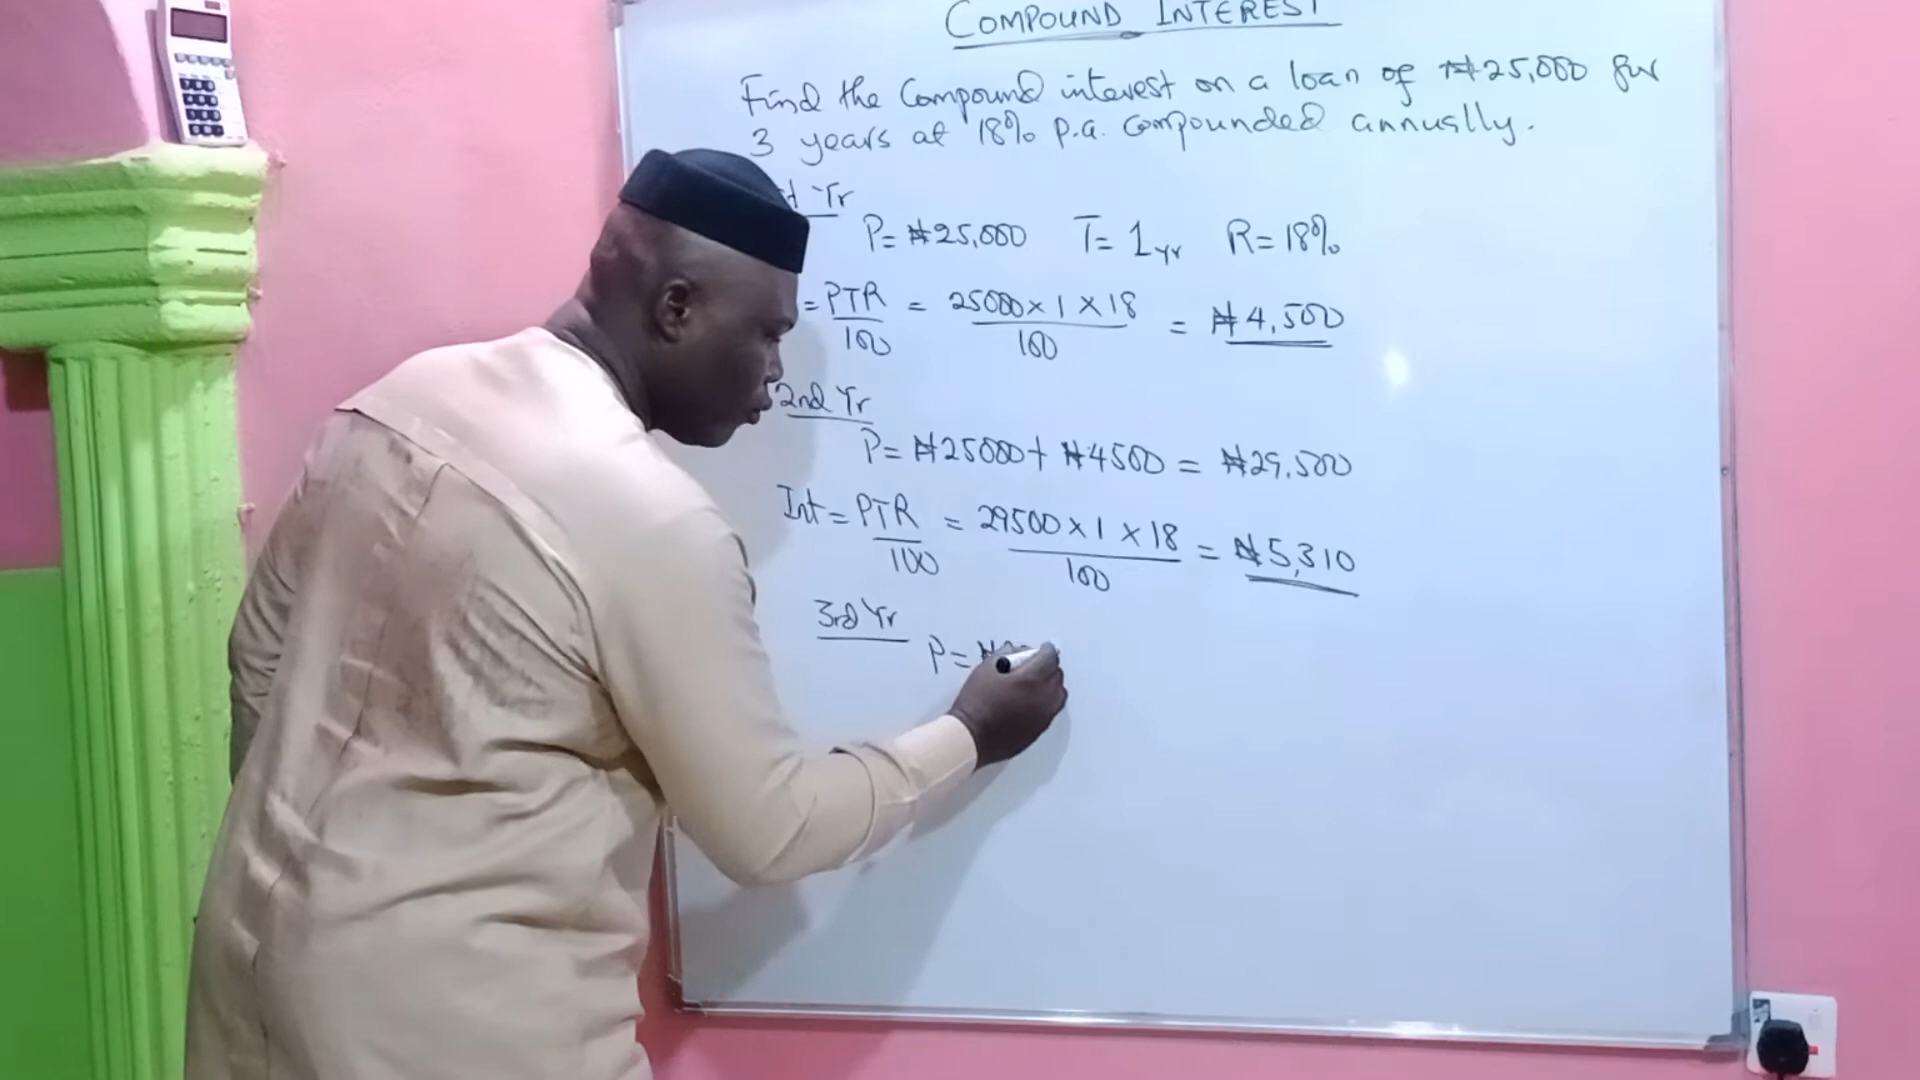 COMPOUND INTEREST
Find the Compound interest on a loan of ₦25,000 for
3 years at 18% p.a. compounded annually.
Yr
P= ₦25,000 T= 1yr R= 18%
= PTR/100 = 25000 x 1 x 18/100 = ₦4,500
2nd Yr
P= ₦25000 + ₦4500 = ₦29,500
Int = PTR/100 = 29500 x 1 x 18/100 = ₦5,310
3rd Yr
P= ₦